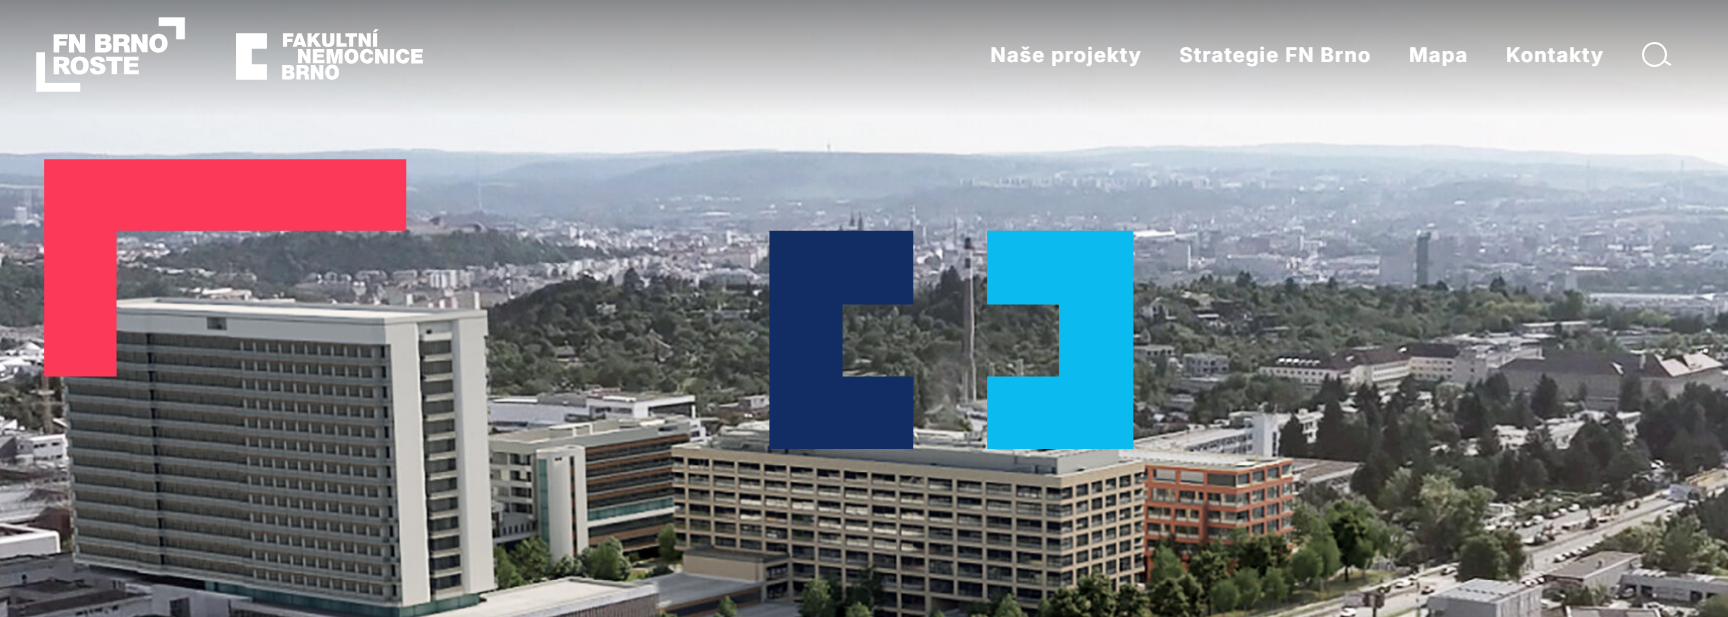 FN BRNO
ROSTE
FAKULTNÍ
NEMOCNICE
BRNO
Naše projekty
Strategie FN Brno
Mapa
Kontakty